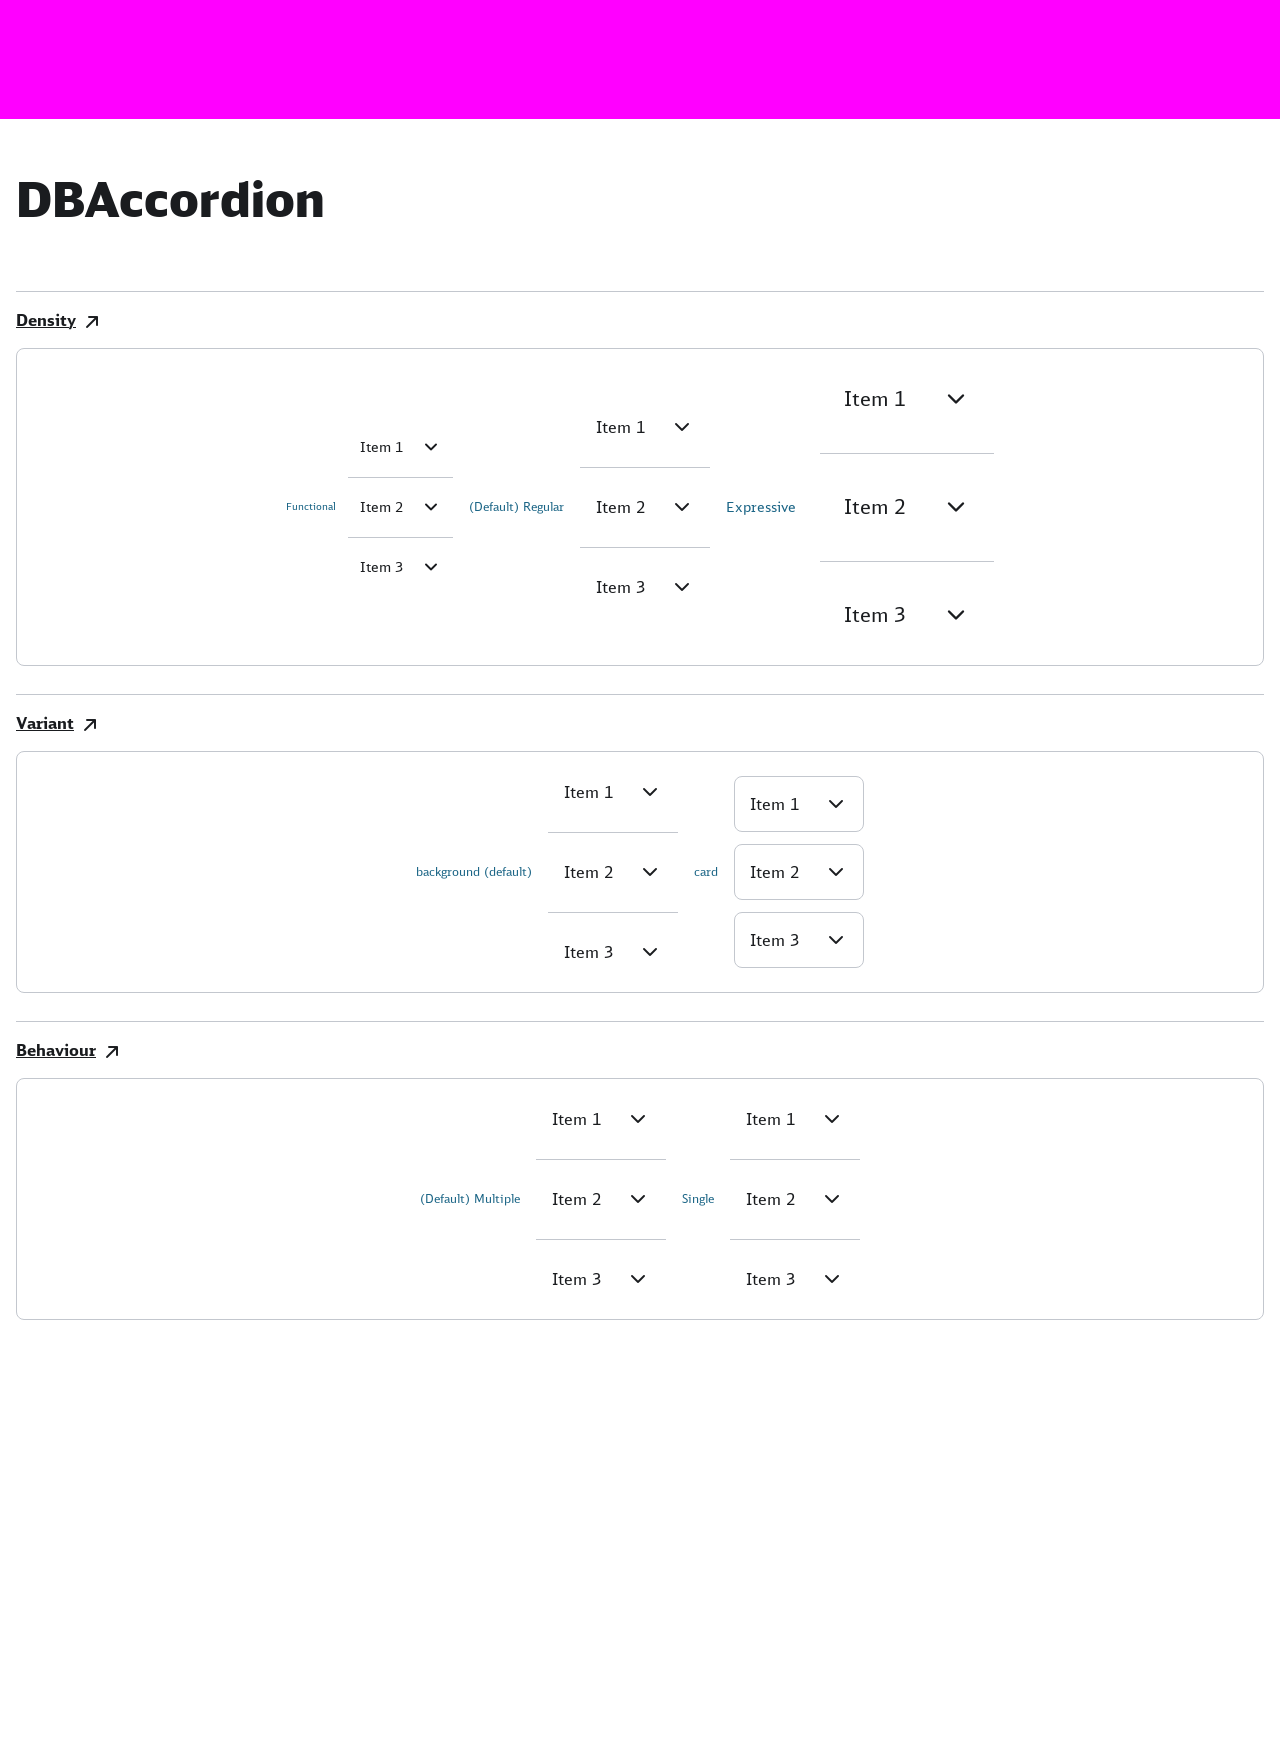 DBAccordion
Density
Functional
Item 1
Item 2
Item 3
(Default) Regular
Item 1
Item 2
Item 3
Expressive
Item 1
Item 2
Item 3
Variant
background (default)
Item 1
Item 2
Item 3
card
Item 1
Item 2
Item 3
Behaviour
(Default) Multiple
Item 1
Item 2
Item 3
Single
Item 1
Item 2
Item 3